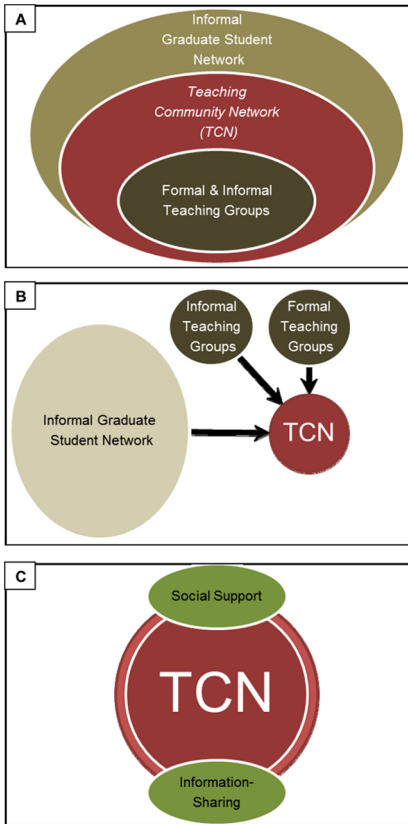 A
Informal
Graduate Student
Network
Teaching
Community Network
(TCN)
Formal & Informal
Teaching Groups
B
Informal
Teaching
Groups
Formal
Teaching
Groups
Informal Graduate
Student Network
TCN
C
Social Support
TCN
Information-
Sharing